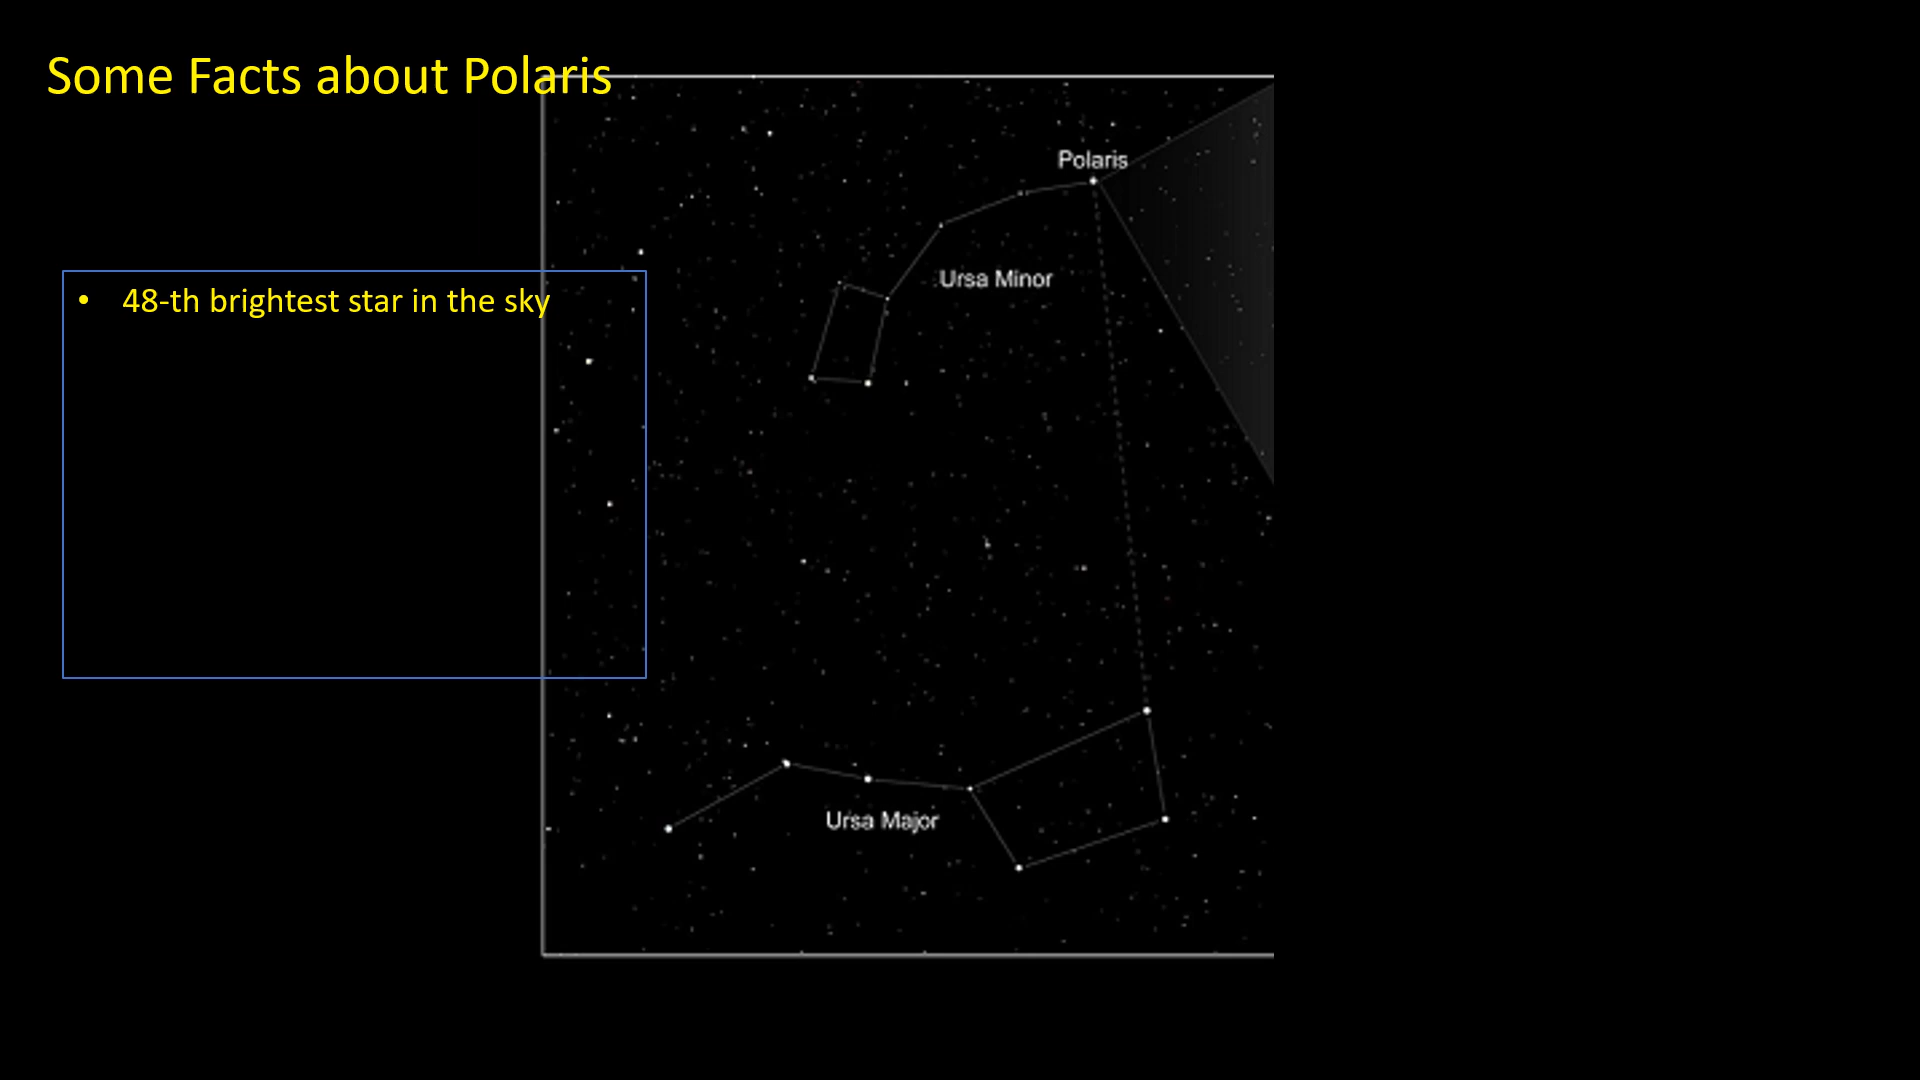 Some Facts about Polaris
Polaris
Ursa Minor
• 48-th brightest star in the sky
Ursa Major